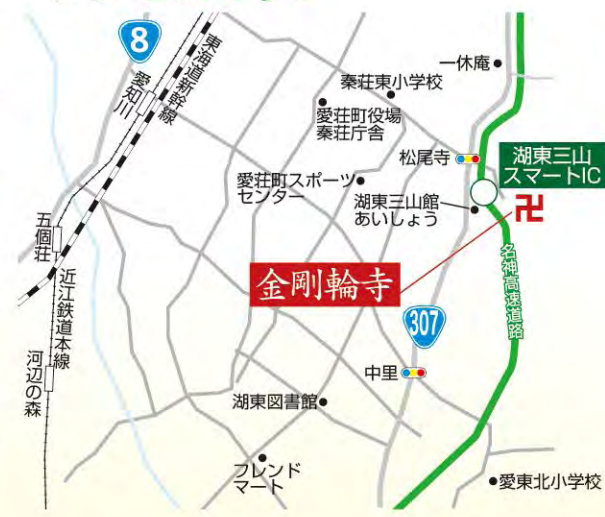 8
東海道新幹線
愛知川
一休庵
秦荘東小学校
愛荘町役場
秦荘庁舎
松尾寺
湖東三山
スマートIC
愛荘町スポーツ
センター
湖東三山館
あいしょう
卍
五個荘
近江鉄道本線
金剛輪寺
名神高速道路
307
河辺の森
中里
湖東図書館
フレンド
マート
愛東北小学校